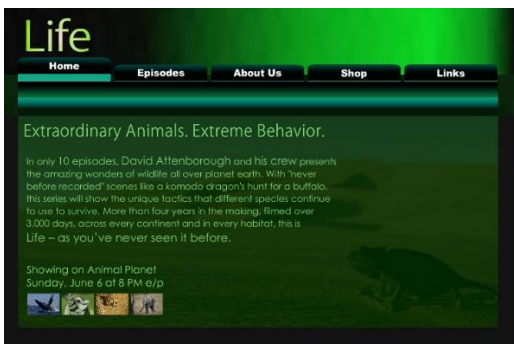 Life
Home
Episodes
About Us
Shop
Links
Extraordinary Animals. Extreme Behavior.
In only 10 episodes, David Attenborough and his crew presents
the amazing wonders of wildlife all over planet earth. With "never
before recorded" scenes like a komodo dragon's hunt for a buffalo,
this series will show the unique tactics that different species continue
to use to survive. More than four years in the making, filmed over
3,000 days, across every continent and in every habitat, this is
Life – as you've never seen it before.
Showing on Animal Planet
Sunday, June 6 at 8 PM e/p